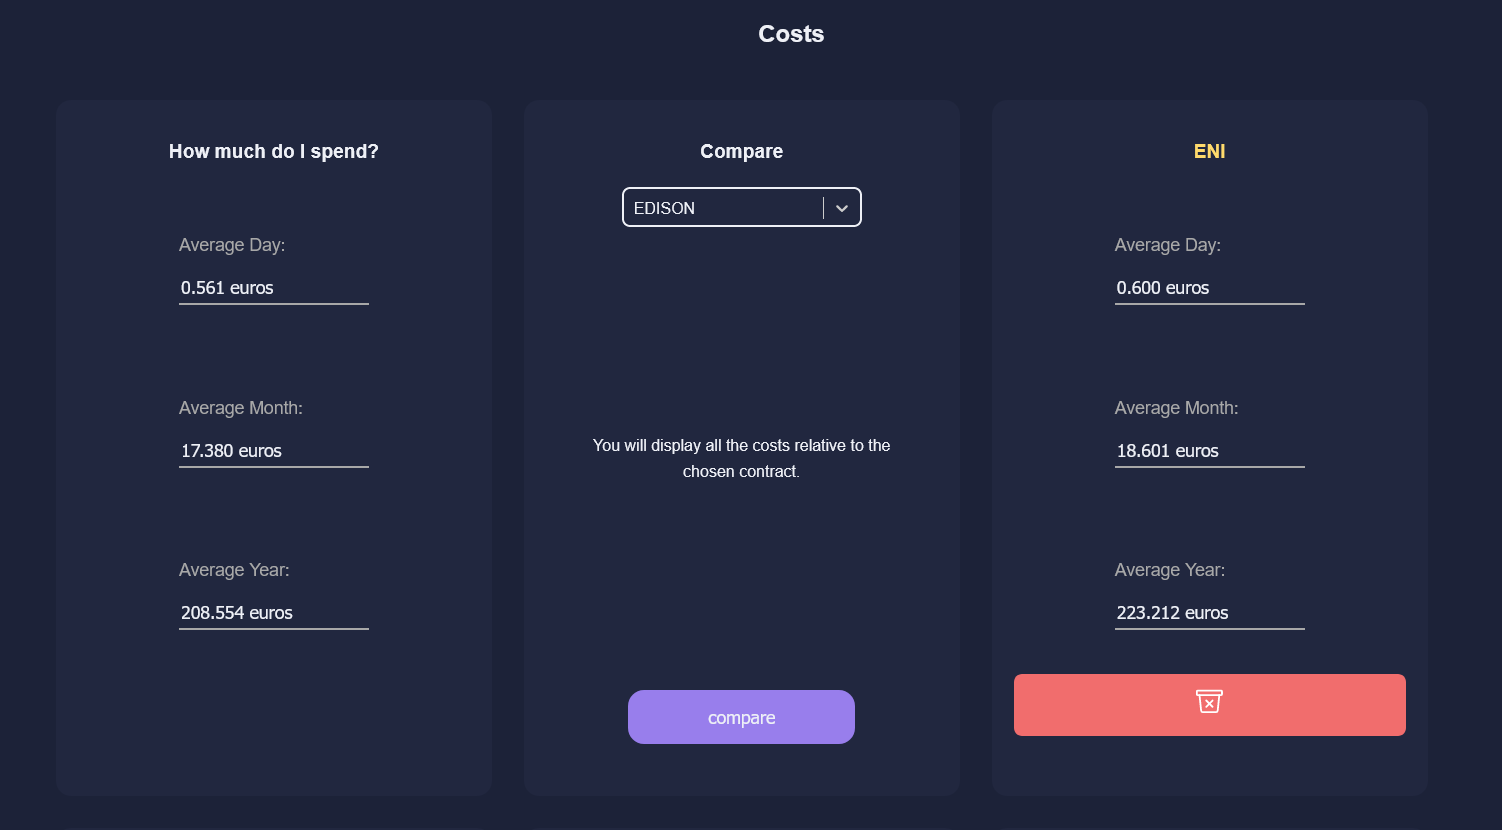 Costs
How much do I spend?
Average Day:
0.561 euros
Average Month:
17.380 euros
Average Year:
208.554 euros
Compare
EDISON
You will display all the costs relative to the
chosen contract.
compare
ENI
Average Day:
0.600 euros
Average Month:
18.601 euros
Average Year:
223.212 euros